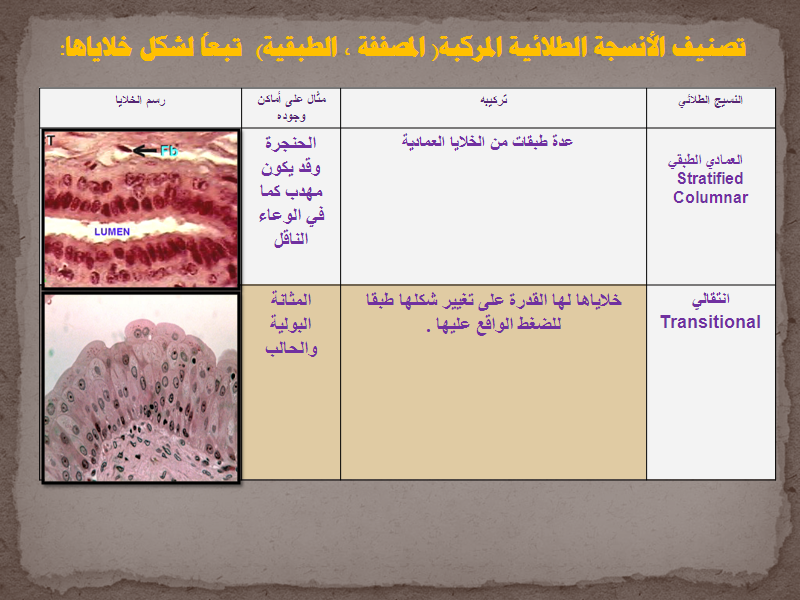 تصنيف الأنسجة الطلائية المركبة( المصففة ، الطبقية) تبعاً لشكل خلاياها:
النسيج الطلائي
تركيبه
مثال على أماكن
وجوده
رسم الخلايا
العمادي الطبقي
Stratified
Columnar
عدة طبقات من الخلايا العمادية
الحنجرة
وقد يكون
مهدب كما
في الوعاء
الناقل
T
Fb
LUMEN
انتقالي
Transitional
خلاياها لها القدرة على تغيير شكلها طبقا
للضغط الواقع عليها .
المثانة
البولية
والحالب